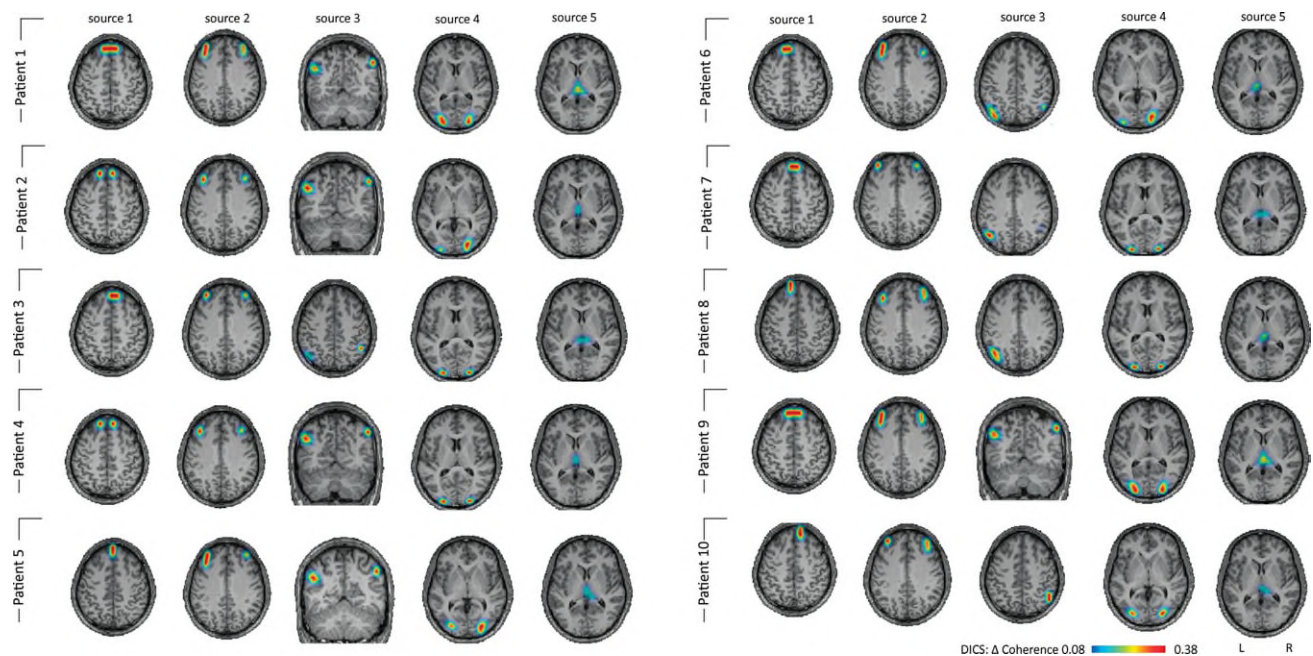 source 1 source 2 source 3 source 4 source 5
Patient 1
Patient 2
Patient 3
Patient 4
Patient 5
source 1 source 2 source 3 source 4 source 5
Patient 6
Patient 7
Patient 8
Patient 9
Patient 10
DICS: Δ Coherence 0.08 0.38 L R